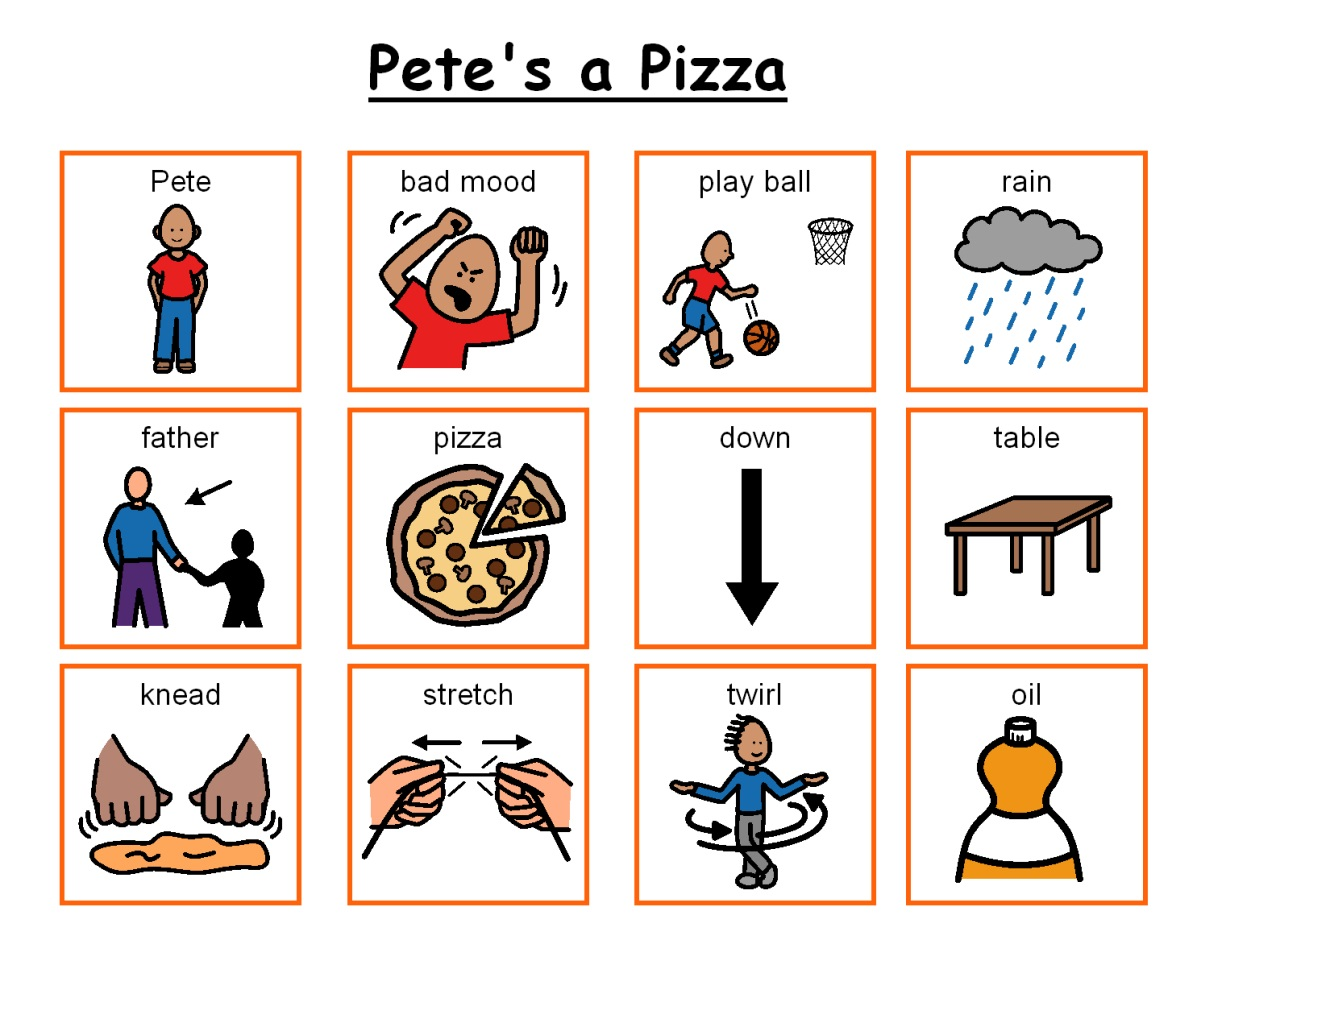 Pete's a Pizza
Pete
bad mood
play ball
rain
father
pizza
down
table
knead
stretch
twirl
oil